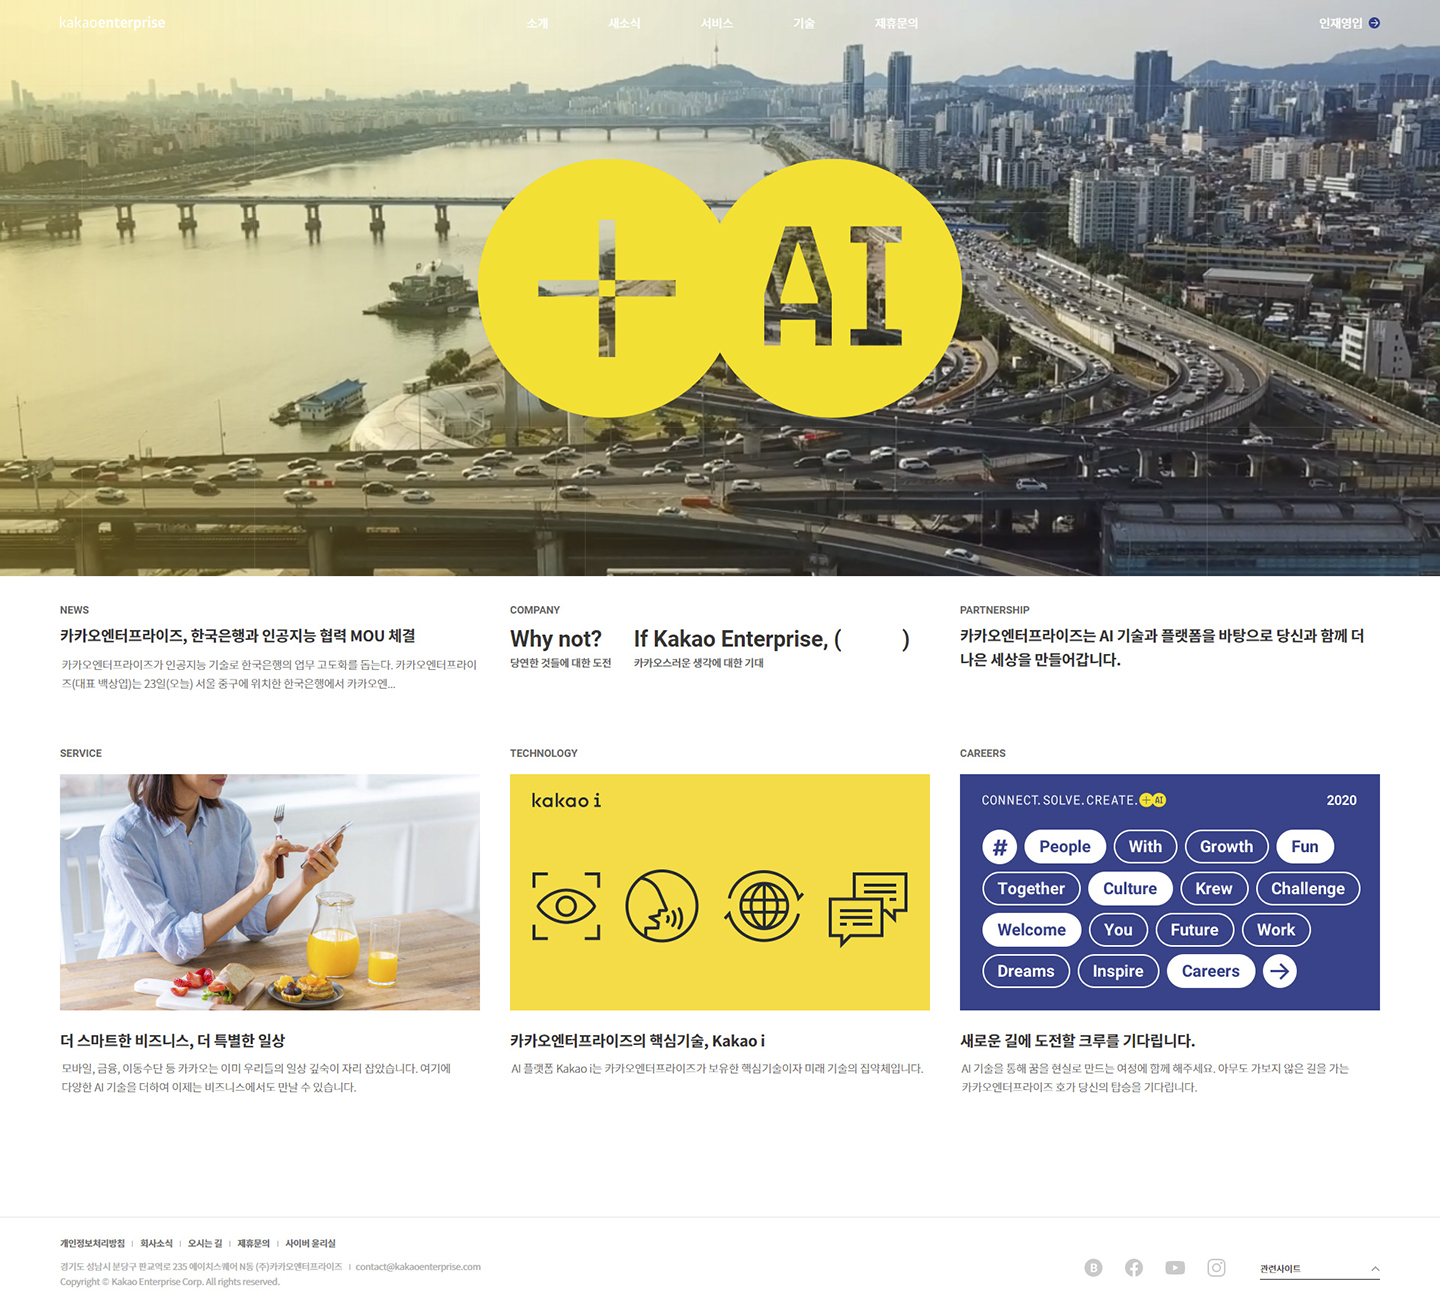 kakaoenterprise
소개 새소식 서비스 기술 제휴문의
인재영입
+ AI
NEWS
카카오엔터프라이즈, 한국은행과 인공지능 협력 MOU 체결
카카오엔터프라이즈가 인공지능 기술로 한국은행의 업무 고도화를 돕는다. 카카오엔터프라이
즈(대표 백상엽)는 23일(오늘) 서울 중구에 위치한 한국은행에서 카카오엔...
COMPANY
Why not?
당연한 것들에 대한 도전
If Kakao Enterprise, ( )
카카오스러운 생각에 대한 기대
PARTNERSHIP
카카오엔터프라이즈는 AI 기술과 플랫폼을 바탕으로 당신과 함께 더
나은 세상을 만들어갑니다.
SERVICE
더 스마트한 비즈니스, 더 특별한 일상
모바일, 금융, 이동수단 등 카카오는 이미 우리들의 일상 깊숙이 자리 잡았습니다. 여기에
다양한 AI 기술을 더하여 이제는 비즈니스에서도 만날 수 있습니다.
TECHNOLOGY
kakao i
카카오엔터프라이즈의 핵심기술, Kakao i
AI 플랫폼 Kakao i는 카카오엔터프라이즈가 보유한 핵심기술이자 미래 기술의 집약체입니다.
CAREERS
CONNECT. SOLVE. CREATE. + AI
2020
# People With Growth Fun
Together Culture Krew Challenge
Welcome You Future Work
Dreams Inspire Careers →
새로운 길에 도전할 크루를 기다립니다.
AI 기술을 통해 꿈을 현실로 만드는 여정에 함께 해주세요. 아무도 가보지 않은 길을 가는
카카오엔터프라이즈 호가 당신의 탑승을 기다립니다.
개인정보처리방침 | 회사소식 | 오시는 길 | 제휴문의 | 사이버 윤리실
경기도 성남시 분당구 판교역로 235 에이치스퀘어 N동 (주)카카오엔터프라이즈 | contact@kakaoenterprise.com
Copyright © Kakao Enterprise Corp. All rights reserved.
B
관련사이트